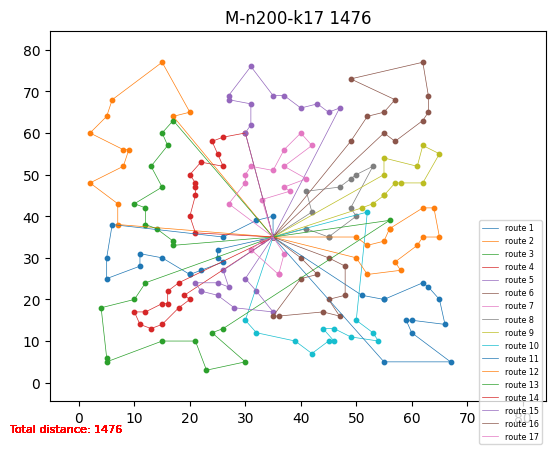 M-n200-k17 1476
80
70
60
50
40
30
20
10
0
0 10 20 30 40 50 60 70 80
route 1
route 2
route 3
route 4
route 5
route 6
route 7
route 8
route 9
route 10
route 11
route 12
route 13
route 14
route 15
route 16
route 17
Total distance: 1476